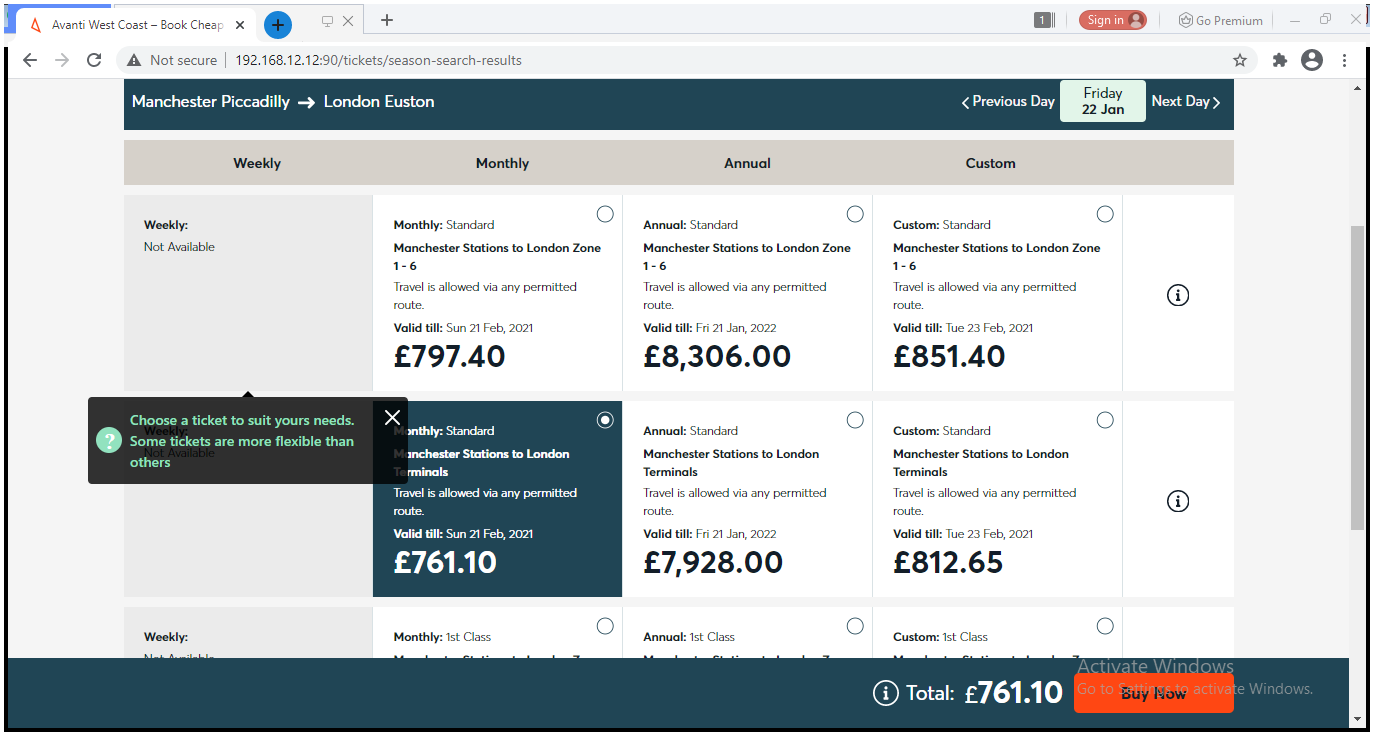 Avanti West Coast – Book Cheap
1
Sign in
Go Premium
Not secure
192.168.12.12:90/tickets/season-search-results
Manchester Piccadilly → London Euston
Previous Day
Friday
22 Jan
Next Day
Weekly
Monthly
Annual
Custom
Weekly:
Not Available
Monthly: Standard
Manchester Stations to London Zone
1 - 6
Travel is allowed via any permitted
route.
Valid till: Sun 21 Feb, 2021
£797.40
Annual: Standard
Manchester Stations to London Zone
1 - 6
Travel is allowed via any permitted
route.
Valid till: Fri 21 Jan, 2022
£8,306.00
Custom: Standard
Manchester Stations to London Zone
1 - 6
Travel is allowed via any permitted
route.
Valid till: Tue 23 Feb, 2021
£851.40
Choose a ticket to suit yours needs.
Some tickets are more flexible than
others
Weekly:
Not Available
Monthly: Standard
Manchester Stations to London
Terminals
Travel is allowed via any permitted
route.
Valid till: Sun 21 Feb, 2021
£761.10
Annual: Standard
Manchester Stations to London
Terminals
Travel is allowed via any permitted
route.
Valid till: Fri 21 Jan, 2022
£7,928.00
Custom: Standard
Manchester Stations to London
Terminals
Travel is allowed via any permitted
route.
Valid till: Tue 23 Feb, 2021
£812.65
Weekly:
Not Available
Monthly: 1st Class
Annual: 1st Class
Custom: 1st Class
Total: £761.10
Buy Now
Activate Windows
Go to Settings to activate Windows.